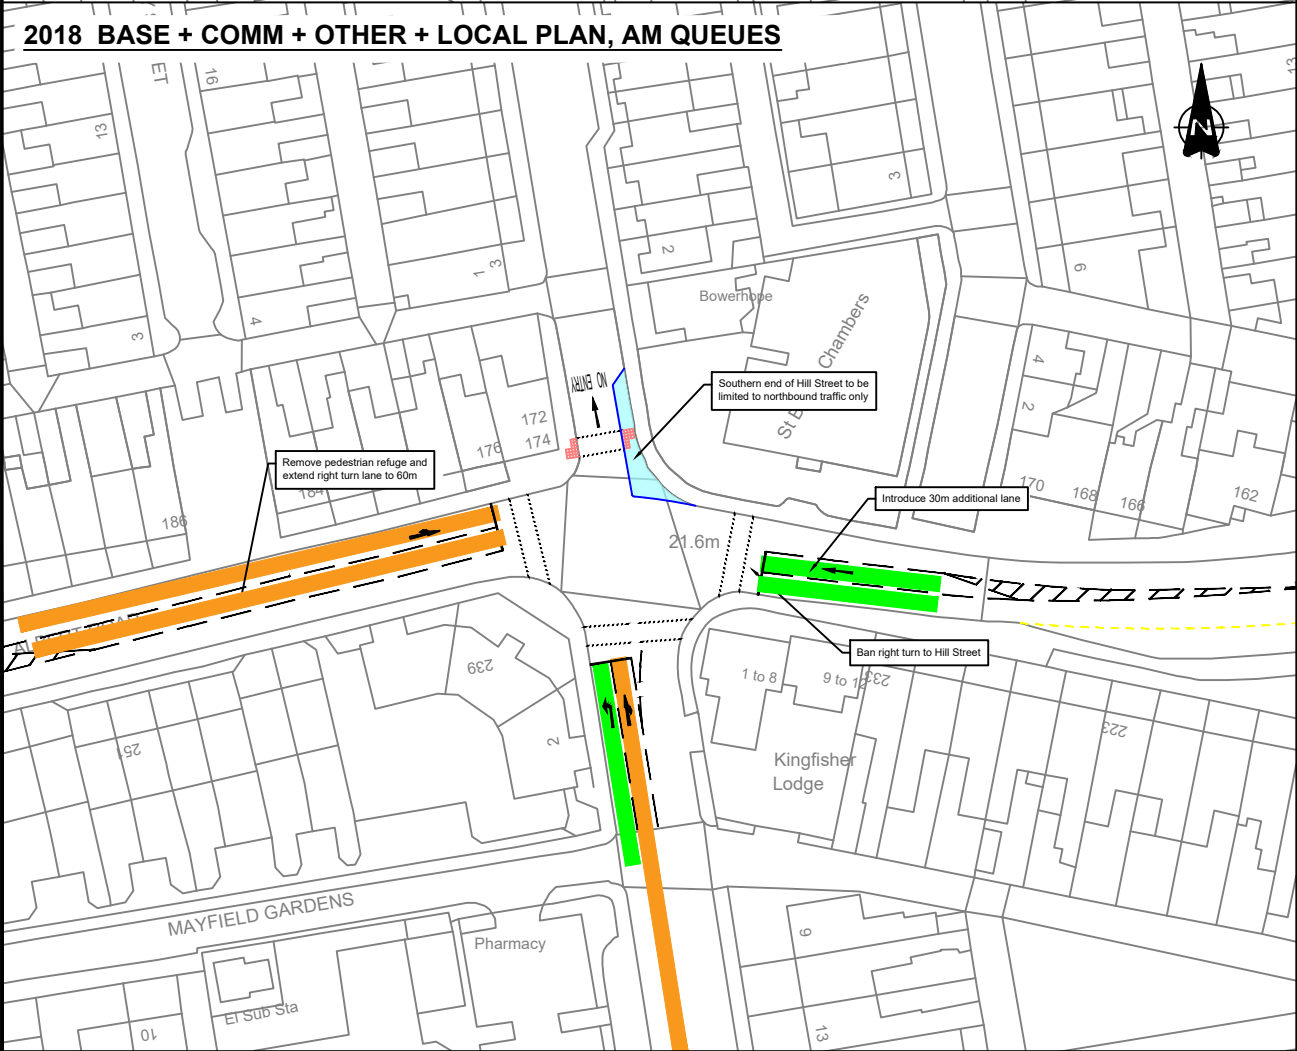 2018 BASE + COMM + OTHER + LOCAL PLAN, AM QUEUES
16
13
13
N
3
2
1
3
6
Bowerhope
3
4
Chambers
4
NO ENTRY
Southern end of Hill Street to be
limited to northbound traffic only
2
172
174
176
Remove pedestrian refuge and
extend right turn lane to 60m
184
186
170
168
166
162
Introduce 30m additional lane
21.6m
Ban right turn to Hill Street
239
1 to 8
9 to 12
233
251
2
223
Kingfisher
Lodge
MAYFIELD GARDENS
Pharmacy
9
El Sub Sta
10
13